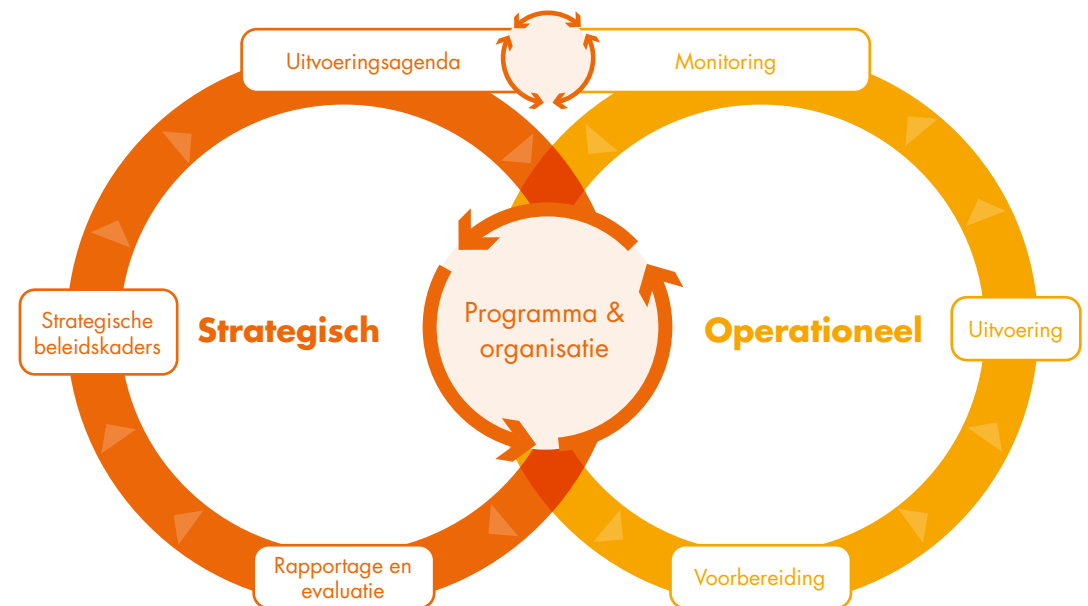 Uitvoeringsagenda
Monitoring
Strategische
beleidskaders
Strategisch
Programma &
organisatie
Operationeel
Uitvoering
Rapportage en
evaluatie
Voorbereiding